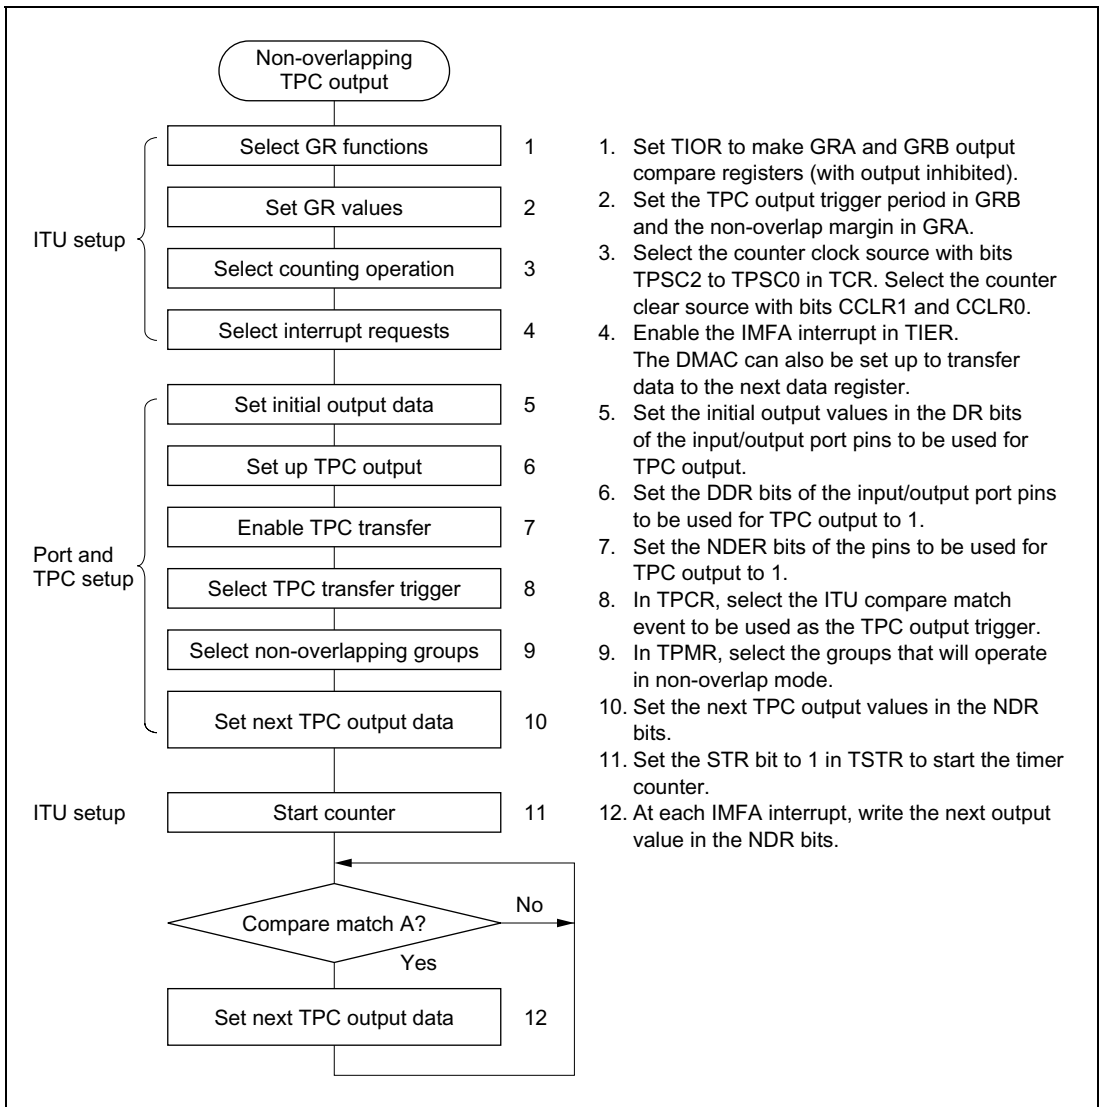 Non-overlapping
TPC output
ITU setup
Select GR functions 1
Set GR values 2
Select counting operation 3
Select interrupt requests 4
Port and
TPC setup
Set initial output data 5
Set up TPC output 6
Enable TPC transfer 7
Select TPC transfer trigger 8
Select non-overlapping groups 9
Set next TPC output data 10
ITU setup
Start counter 11
Compare match A?
No
Yes
Set next TPC output data 12
1. Set TIOR to make GRA and GRB output
compare registers (with output inhibited).
2. Set the TPC output trigger period in GRB
and the non-overlap margin in GRA.
3. Select the counter clock source with bits
TPSC2 to TPSC0 in TCR. Select the counter
clear source with bits CCLR1 and CCLR0.
4. Enable the IMFA interrupt in TIER.
The DMAC can also be set up to transfer
data to the next data register.
5. Set the initial output values in the DR bits
of the input/output port pins to be used for
TPC output.
6. Set the DDR bits of the input/output port pins
to be used for TPC output to 1.
7. Set the NDER bits of the pins to be used for
TPC output to 1.
8. In TPCR, select the ITU compare match
event to be used as the TPC output trigger.
9. In TPMR, select the groups that will operate
in non-overlap mode.
10. Set the next TPC output values in the NDR
bits.
11. Set the STR bit to 1 in TSTR to start the timer
counter.
12. At each IMFA interrupt, write the next output
value in the NDR bits.